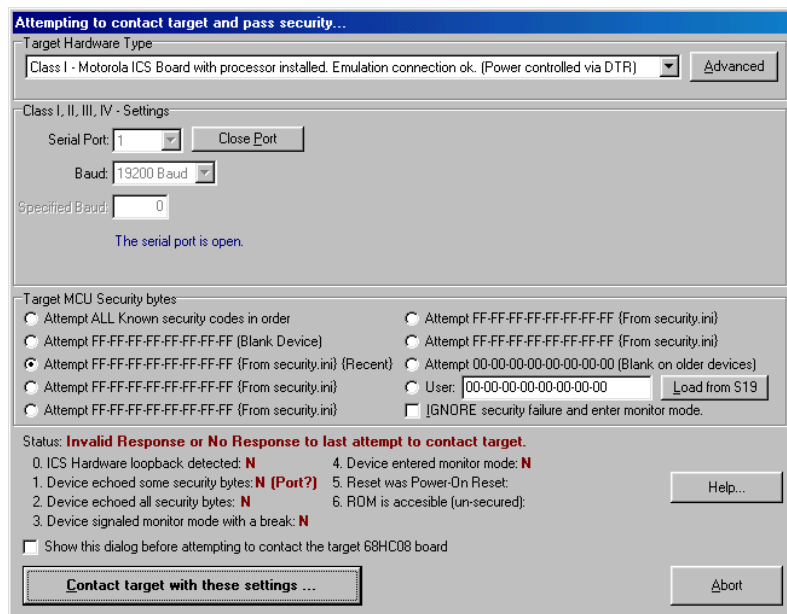 Attempting to contact target and pass security...
Target Hardware Type
Class I - Motorola ICS Board with processor installed. Emulation connection ok. (Power controlled via DTR)
Advanced
Class I, II, III, IV - Settings
Serial Port: 1
Close Port
Baud: 19200 Baud
Specified Baud: 0
The serial port is open.
Target MCU Security bytes
Attempt ALL Known security codes in order
Attempt FF-FF-FF-FF-FF-FF-FF-FF (Blank Device)
Attempt FF-FF-FF-FF-FF-FF-FF-FF {From security.ini} {Recent}
Attempt FF-FF-FF-FF-FF-FF-FF-FF {From security.ini}
Attempt FF-FF-FF-FF-FF-FF-FF-FF {From security.ini}
Attempt FF-FF-FF-FF-FF-FF-FF-FF {From security.ini}
Attempt FF-FF-FF-FF-FF-FF-FF-FF {From security.ini}
Attempt 00-00-00-00-00-00-00-00 (Blank on older devices)
User: 00-00-00-00-00-00-00-00
Load from S19
IGNORE security failure and enter monitor mode.
Status: Invalid Response or No Response to last attempt to contact target.
0. ICS Hardware loopback detected: N
1. Device echoed some security bytes: N (Port?)
2. Device echoed all security bytes: N
3. Device signaled monitor mode with a break: N
4. Device entered monitor mode: N
5. Reset was Power-On Reset:
6. ROM is accesible (un-secured):
Help...
Show this dialog before attempting to contact the target 68HC08 board
Contact target with these settings ...
Abort